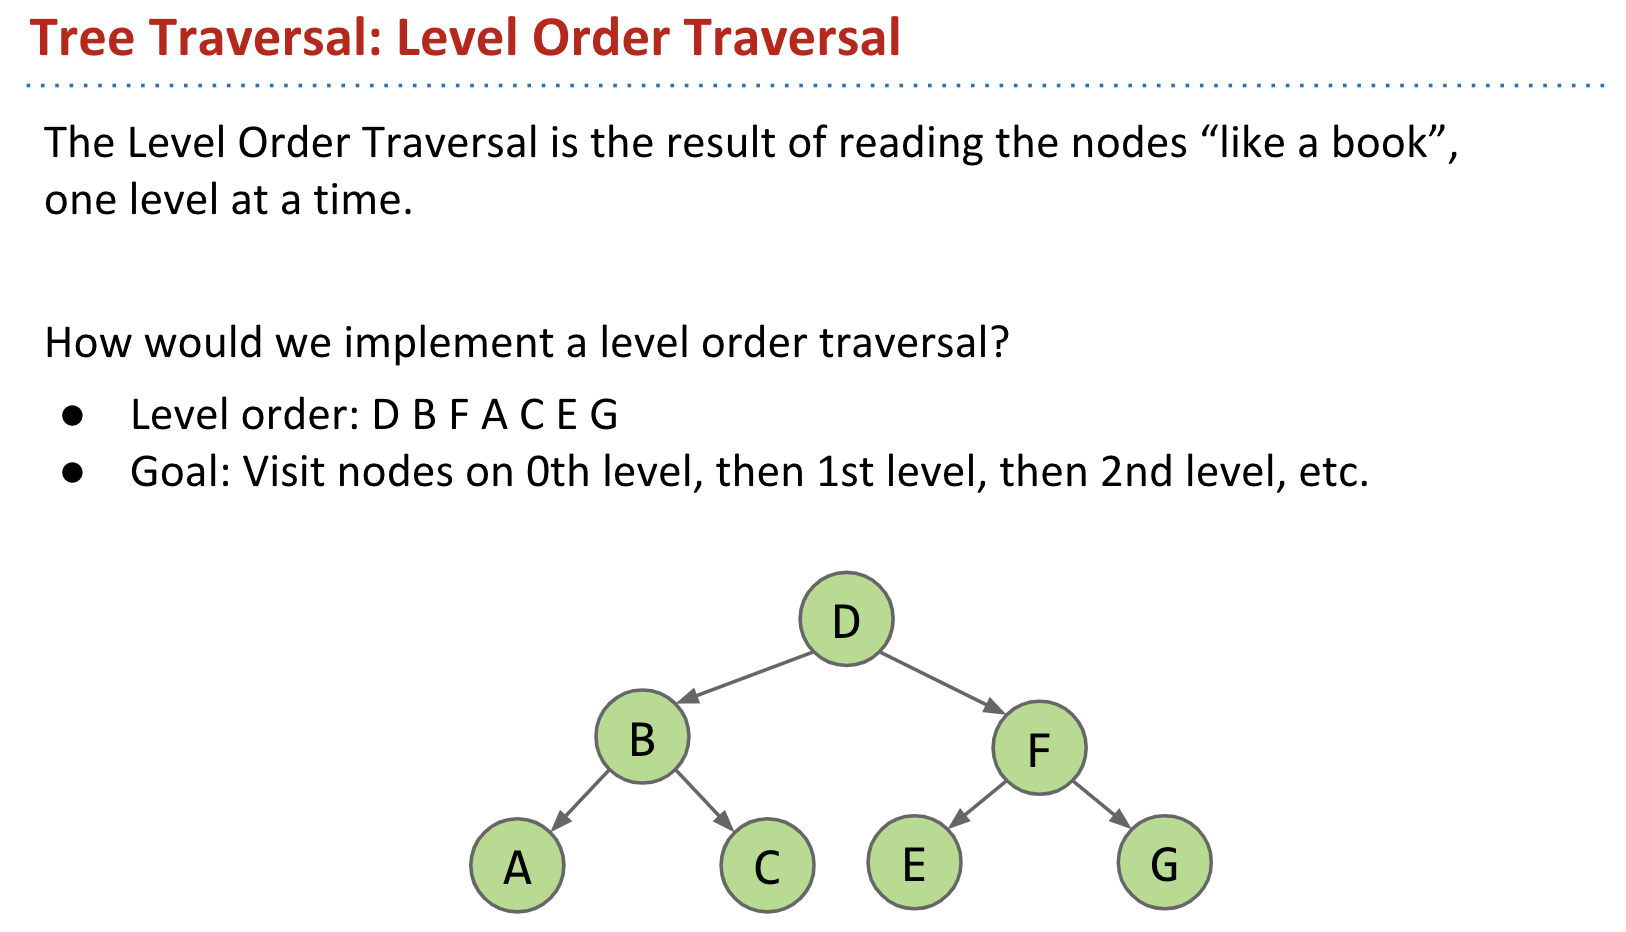 Tree Traversal: Level Order Traversal
The Level Order Traversal is the result of reading the nodes “like a book”,
one level at a time.
How would we implement a level order traversal?
● Level order: D B F A C E G
● Goal: Visit nodes on 0th level, then 1st level, then 2nd level, etc.
D
B
F
A
C
E
G